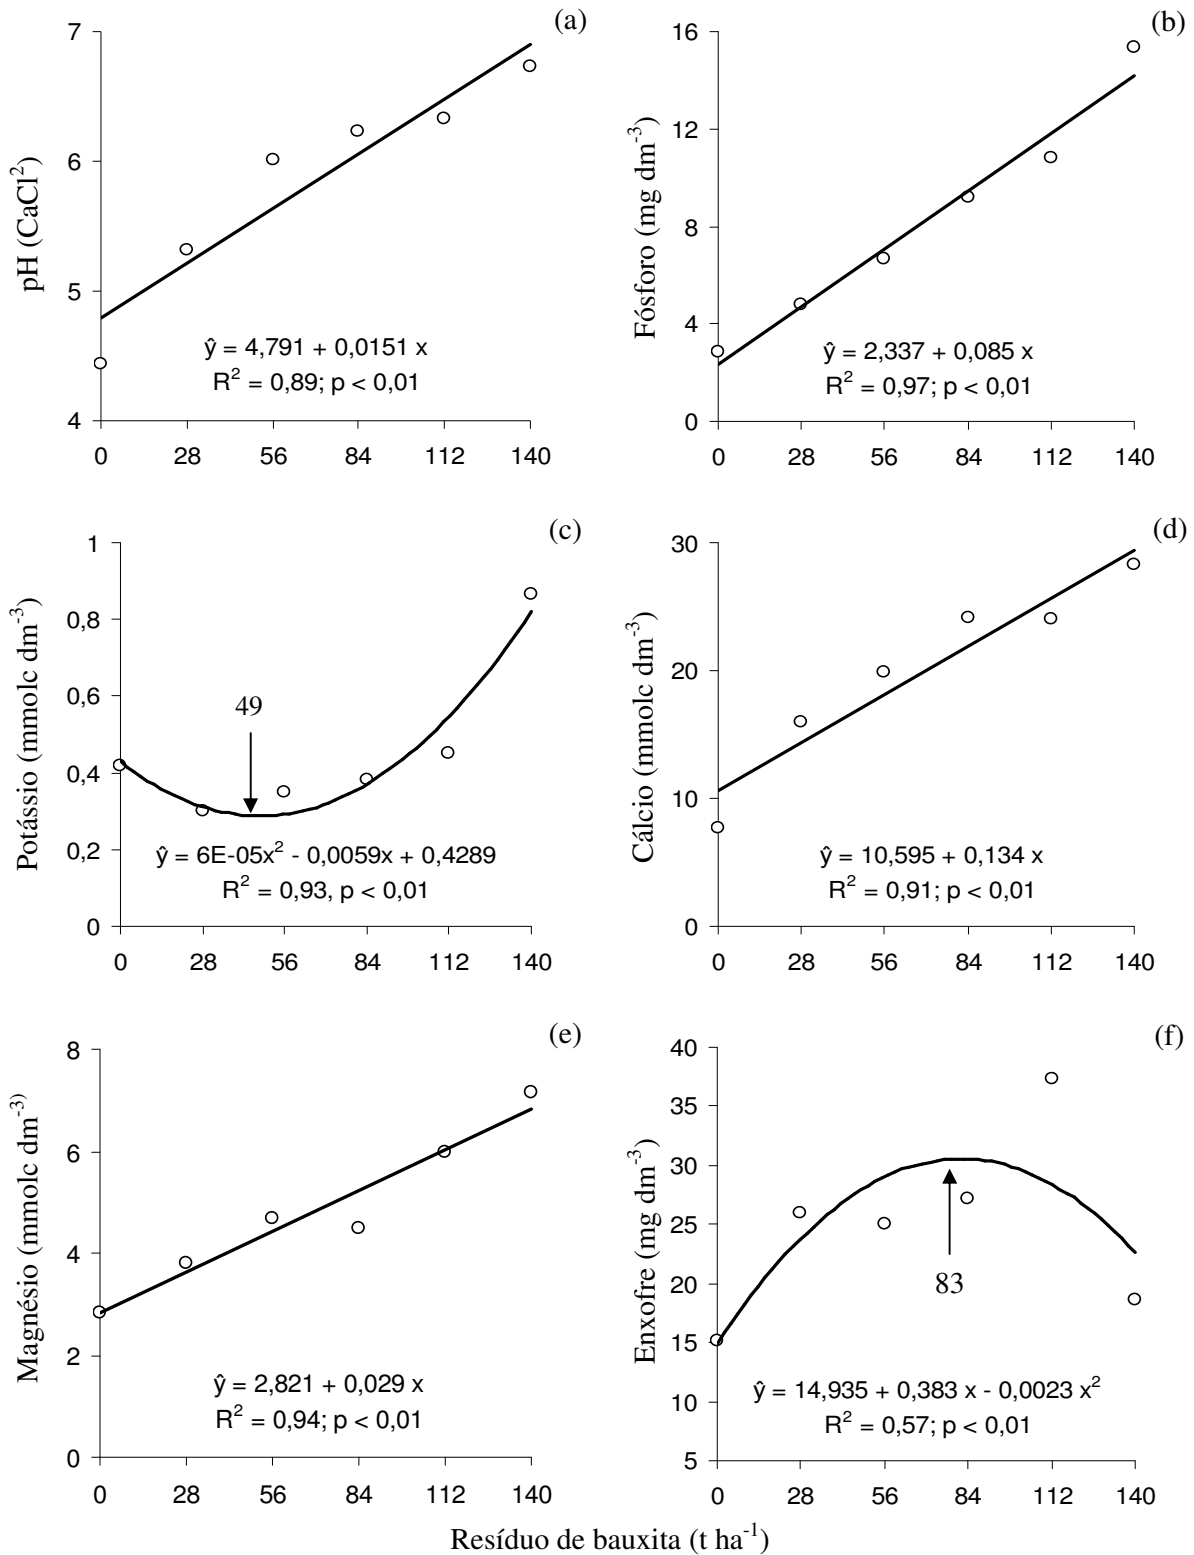 (a)
pH (CaCl²)
7
6
5
4
ŷ = 4,791 + 0,0151 x
R² = 0,89; p < 0,01
0 28 56 84 112 140
(b)
Fósforo (mg dm⁻³)
16
12
8
4
0
ŷ = 2,337 + 0,085 x
R² = 0,97; p < 0,01
0 28 56 84 112 140
(c)
Potássio (mmolc dm⁻³)
1
0,8
0,6
0,4
0,2
0
49
ŷ = 6E-05x² - 0,0059x + 0,4289
R² = 0,93, p < 0,01
0 28 56 84 112 140
(d)
Cálcio (mmolc dm⁻³)
30
20
10
0
ŷ = 10,595 + 0,134 x
R² = 0,91; p < 0,01
0 28 56 84 112 140
(e)
Magnésio (mmolc dm⁻³⁾
8
6
4
2
0
ŷ = 2,821 + 0,029 x
R² = 0,94; p < 0,01
0 28 56 84 112 140
(f)
Enxofre (mg dm⁻³)
40
35
30
25
20
15
10
5
83
ŷ = 14,935 + 0,383 x - 0,0023 x²
R² = 0,57; p < 0,01
0 28 56 84 112 140
Resíduo de bauxita (t ha⁻¹)